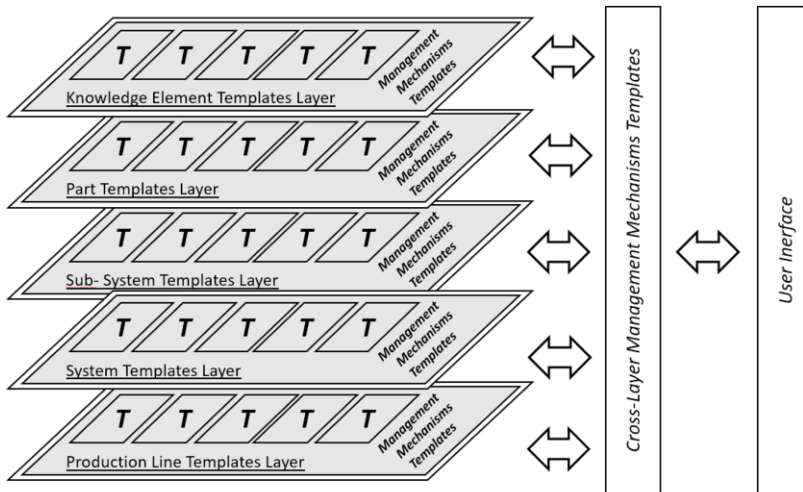 T T T T T
Management
Mechanisms
Templates
Knowledge Element Templates Layer
T T T T T
Management
Mechanisms
Templates
Part Templates Layer
T T T T T
Management
Mechanisms
Templates
Sub- System Templates Layer
T T T T T
Management
Mechanisms
Templates
System Templates Layer
T T T T T
Management
Mechanisms
Templates
Production Line Templates Layer
Cross-Layer Management Mechanisms Templates
User Inerface